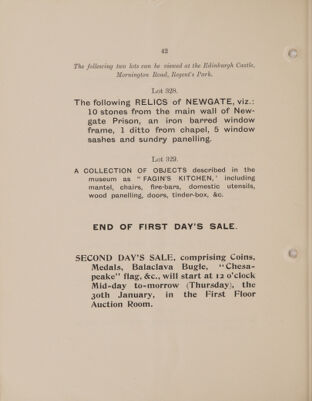 42
The following two lots can be viewed at the Edinburgh Castle,
Mornington Road, Regent's Park.
Lot 328.
The following RELICS of NEWGATE, viz.:
10 stones from the main wall of New-
gate Prison, an iron barred window
frame, 1 ditto from chapel, 5 window
sashes and sundry panelling.
Lot 329.
A COLLECTION OF OBJECTS described in the
museum as "FAGIN'S KITCHEN," including
mantel, chairs, fire-bars, domestic utensils,
wood panelling, doors, tinder-box, &c.
END OF FIRST DAY'S SALE.
SECOND DAY'S SALE, comprising Coins,
Medals, Balaclava Bugle, "Chesa-
peake" flag, &c., will start at 12 o'clock
Mid-day to-morrow (Thursday), the
30th January, in the First Floor
Auction Room.